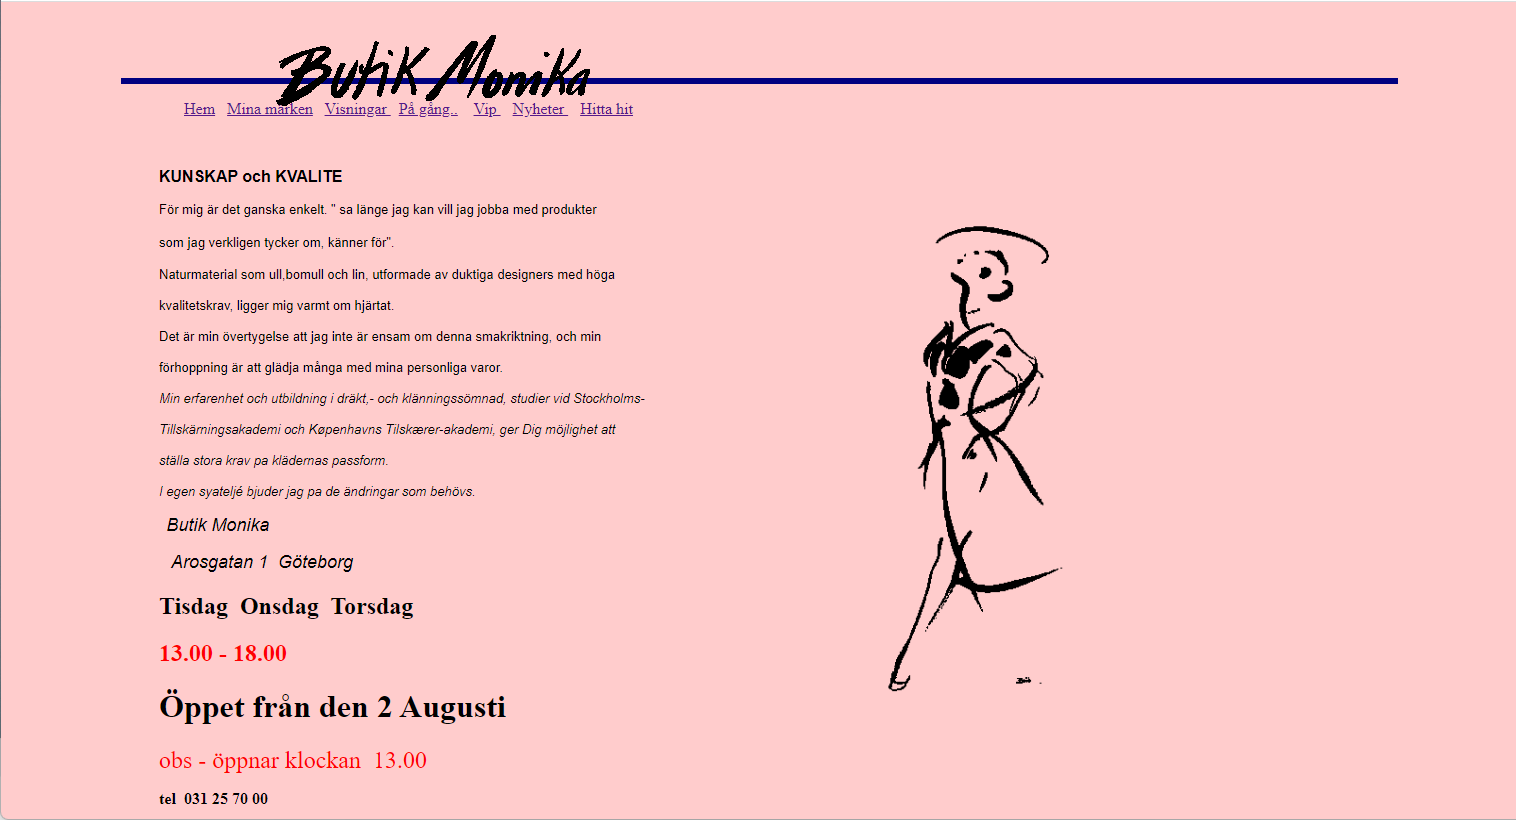 Butik Monika
Hem Mina märken Visningar På gång.. Vip Nyheter Hitta hit
KUNSKAP och KVALITE
För mig är det ganska enkelt. " sa länge jag kan vill jag jobba med produkter
som jag verkligen tycker om, känner för".
Naturmaterial som ull,bomull och lin, utformade av duktiga designers med höga
kvalitetskrav, ligger mig varmt om hjärtat.
Det är min övertygelse att jag inte är ensam om denna smakriktning, och min
förhoppning är att glädja många med mina personliga varor.
Min erfarenhet och utbildning i dräkt,- och klänningssömnad, studier vid Stockholms-
Tillskärningsakademi och Københavns Tilskærer-akademi, ger Dig möjlighet att
ställa stora krav pa klädernas passform.
I egen syateljé bjuder jag pa de ändringar som behövs.
Butik Monika
Arosgatan 1 Göteborg
Tisdag Onsdag Torsdag
13.00 - 18.00
Öppet från den 2 Augusti
obs - öppnar klockan 13.00
tel 031 25 70 00